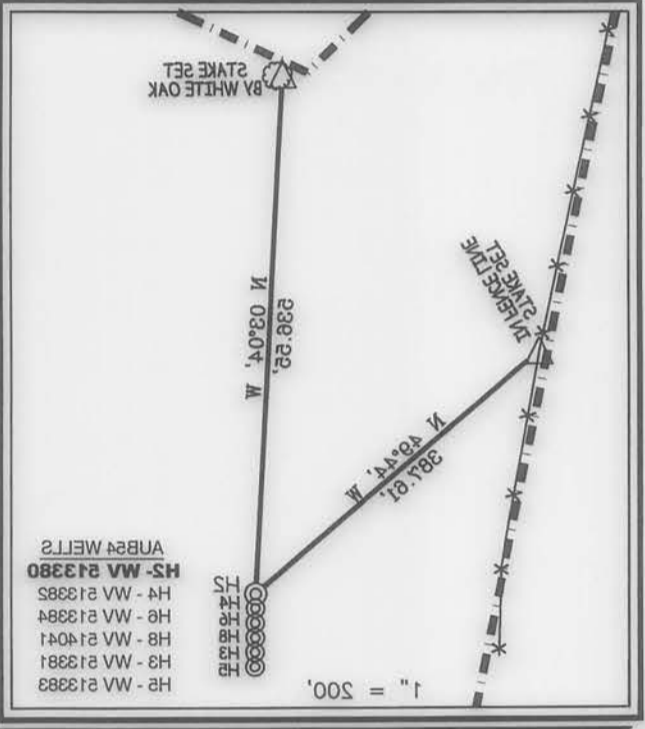 STAKE SET
BY WHITE OAK
STAKE SET
IN FENCE LINE
536.55'
N 03°04' W
N 49°44' W
387.61'
AUB54 WELLS
H2- WV 513380
H4 - WV 513382
H6 - WV 513384
H8 - WV 514041
H3 - WV 513381
H5 - WV 513383
H2
H4
H6
H8
H3
H5
1" = 200'